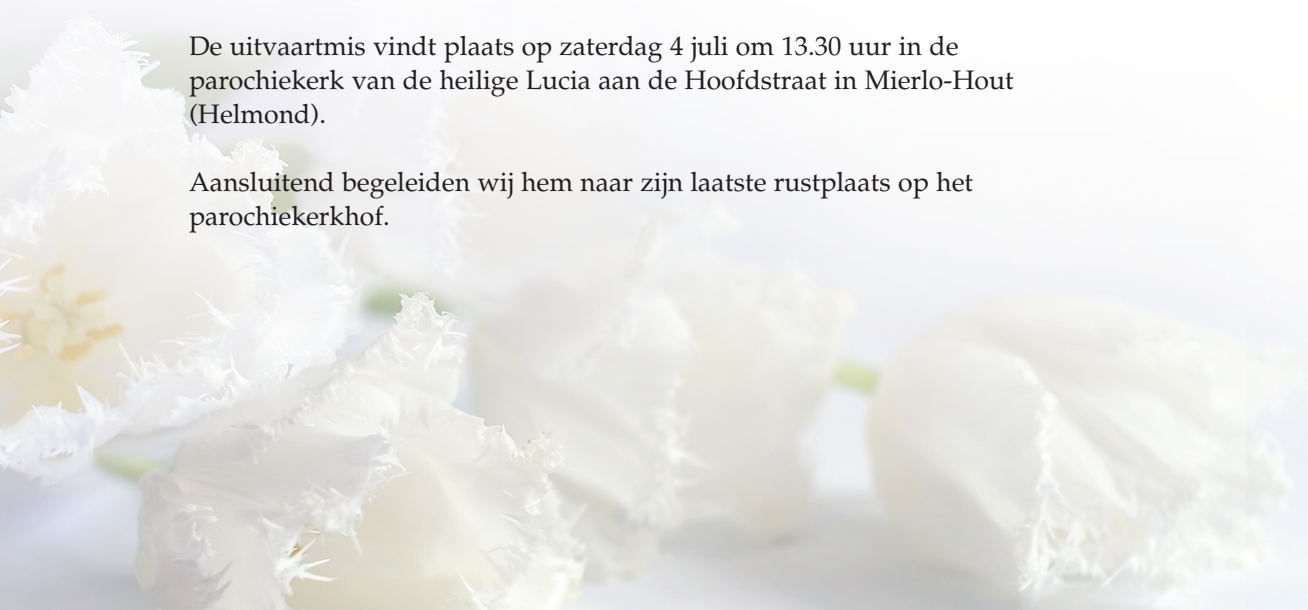 De uitvaartmis vindt plaats op zaterdag 4 juli om 13.30 uur in de
parochiekerk van de heilige Lucia aan de Hoofdstraat in Mierlo-Hout
(Helmond).
Aansluitend begeleiden wij hem naar zijn laatste rustplaats op het
parochiekerkhof.